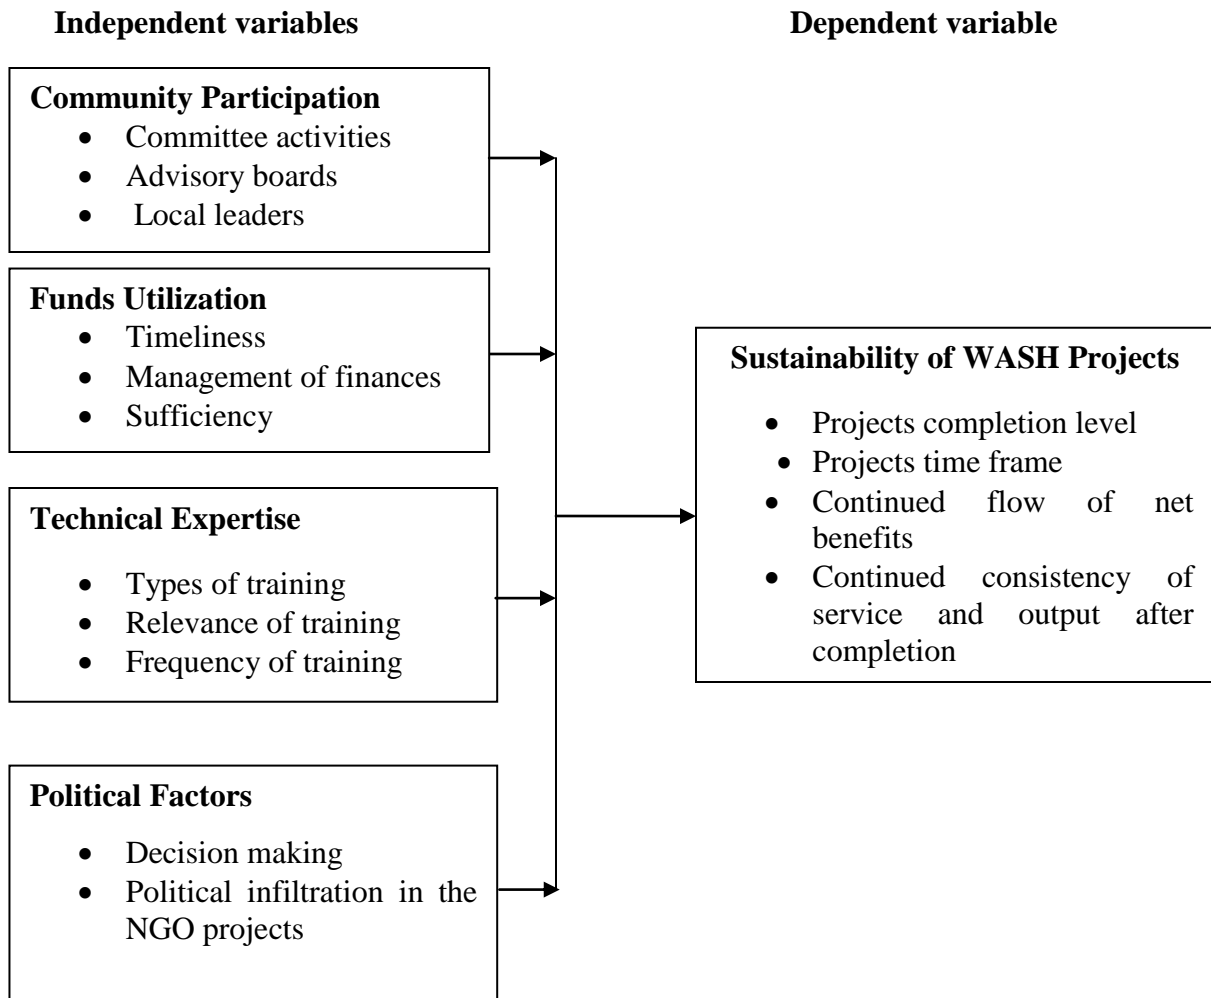 Independent variables
Dependent variable
Community Participation
• Committee activities
• Advisory boards
• Local leaders
Funds Utilization
• Timeliness
• Management of finances
• Sufficiency
Technical Expertise
• Types of training
• Relevance of training
• Frequency of training
Political Factors
• Decision making
• Political infiltration in the
NGO projects
Sustainability of WASH Projects
• Projects completion level
• Projects time frame
• Continued flow of net
benefits
• Continued consistency of
service and output after
completion